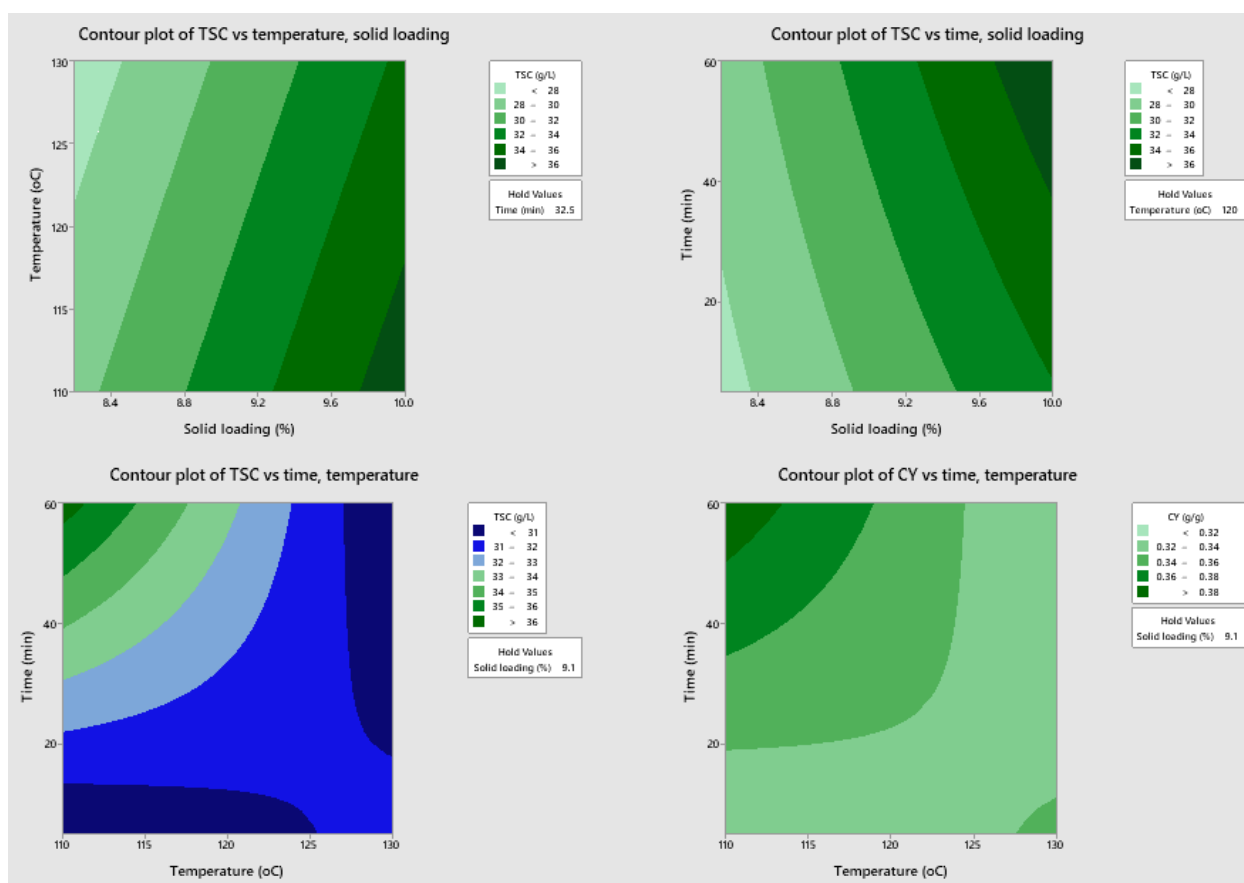 Contour plot of TSC vs temperature, solid loading
130
125
120
115
110
8.4 8.8 9.2 9.6 10.0
Temperature (oC)
Solid loading (%)
TSC (g/L)
< 28
28 – 30
30 – 32
32 – 34
34 – 36
> 36
Hold Values
Time (min) 32.5
Contour plot of TSC vs time, solid loading
60
40
20
8.4 8.8 9.2 9.6 10.0
Time (min)
Solid loading (%)
TSC (g/L)
< 28
28 – 30
30 – 32
32 – 34
34 – 36
> 36
Hold Values
Temperature (oC) 120
Contour plot of TSC vs time, temperature
60
40
20
110 115 120 125 130
Time (min)
Temperature (oC)
TSC (g/L)
< 31
31 – 32
32 – 33
33 – 34
34 – 35
35 – 36
> 36
Hold Values
Solid loading (%) 9.1
Contour plot of CY vs time, temperature
60
40
20
110 115 120 125 130
Time (min)
Temperature (oC)
CY (g/g)
< 0.32
0.32 – 0.34
0.34 – 0.36
0.36 – 0.38
> 0.38
Hold Values
Solid loading (%) 9.1